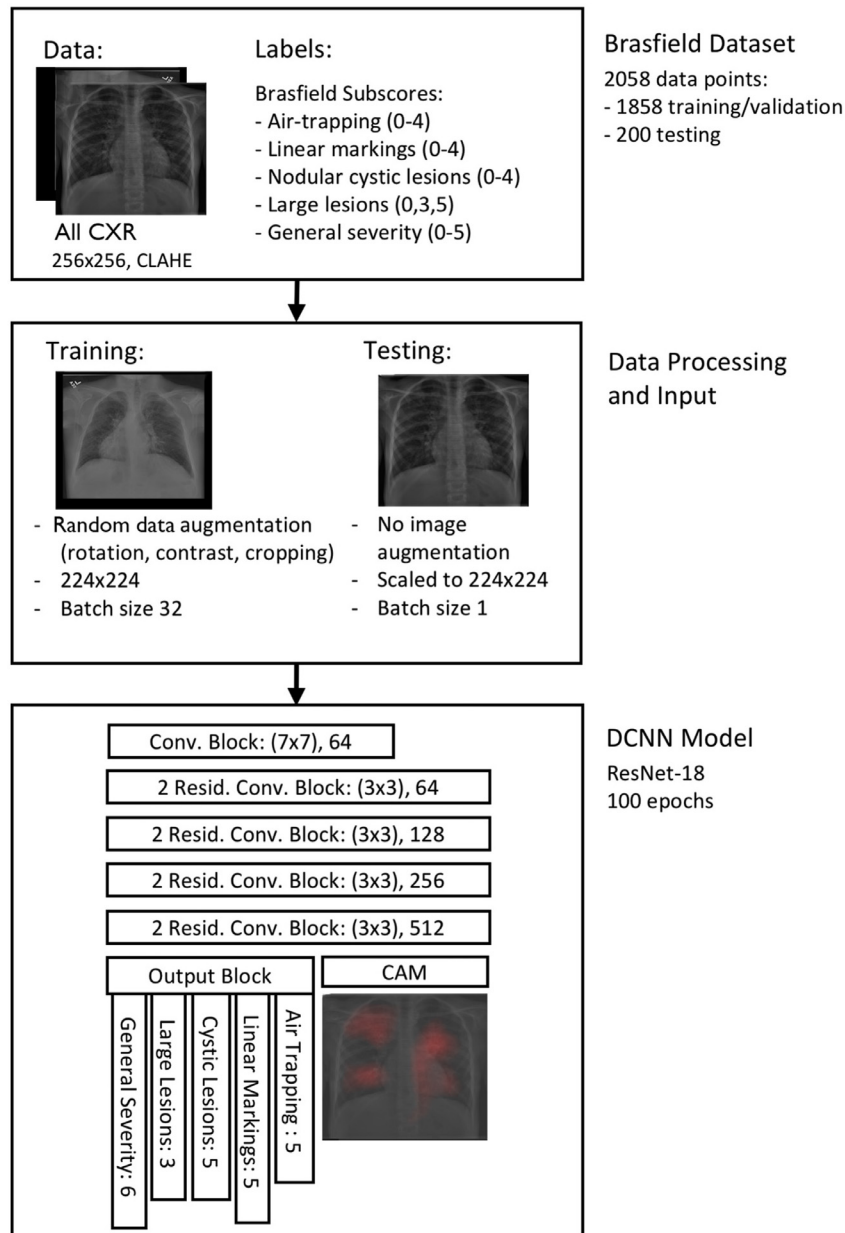 Data:
Labels:
Brasfield Subscores:
- Air-trapping (0-4)
- Linear markings (0-4)
- Nodular cystic lesions (0-4)
- Large lesions (0,3,5)
- General severity (0-5)
All CXR
256x256, CLAHE
Brasfield Dataset
2058 data points:
- 1858 training/validation
- 200 testing
Training:
- Random data augmentation
(rotation, contrast, cropping)
- 224x224
- Batch size 32
Testing:
- No image
augmentation
- Scaled to 224x224
- Batch size 1
Data Processing
and Input
Conv. Block: (7x7), 64
2 Resid. Conv. Block: (3x3), 64
2 Resid. Conv. Block: (3x3), 128
2 Resid. Conv. Block: (3x3), 256
2 Resid. Conv. Block: (3x3), 512
Output Block
CAM
General Severity: 6
Large Lesions: 3
Cystic Lesions: 5
Linear Markings: 5
Air Trapping : 5
DCNN Model
ResNet-18
100 epochs